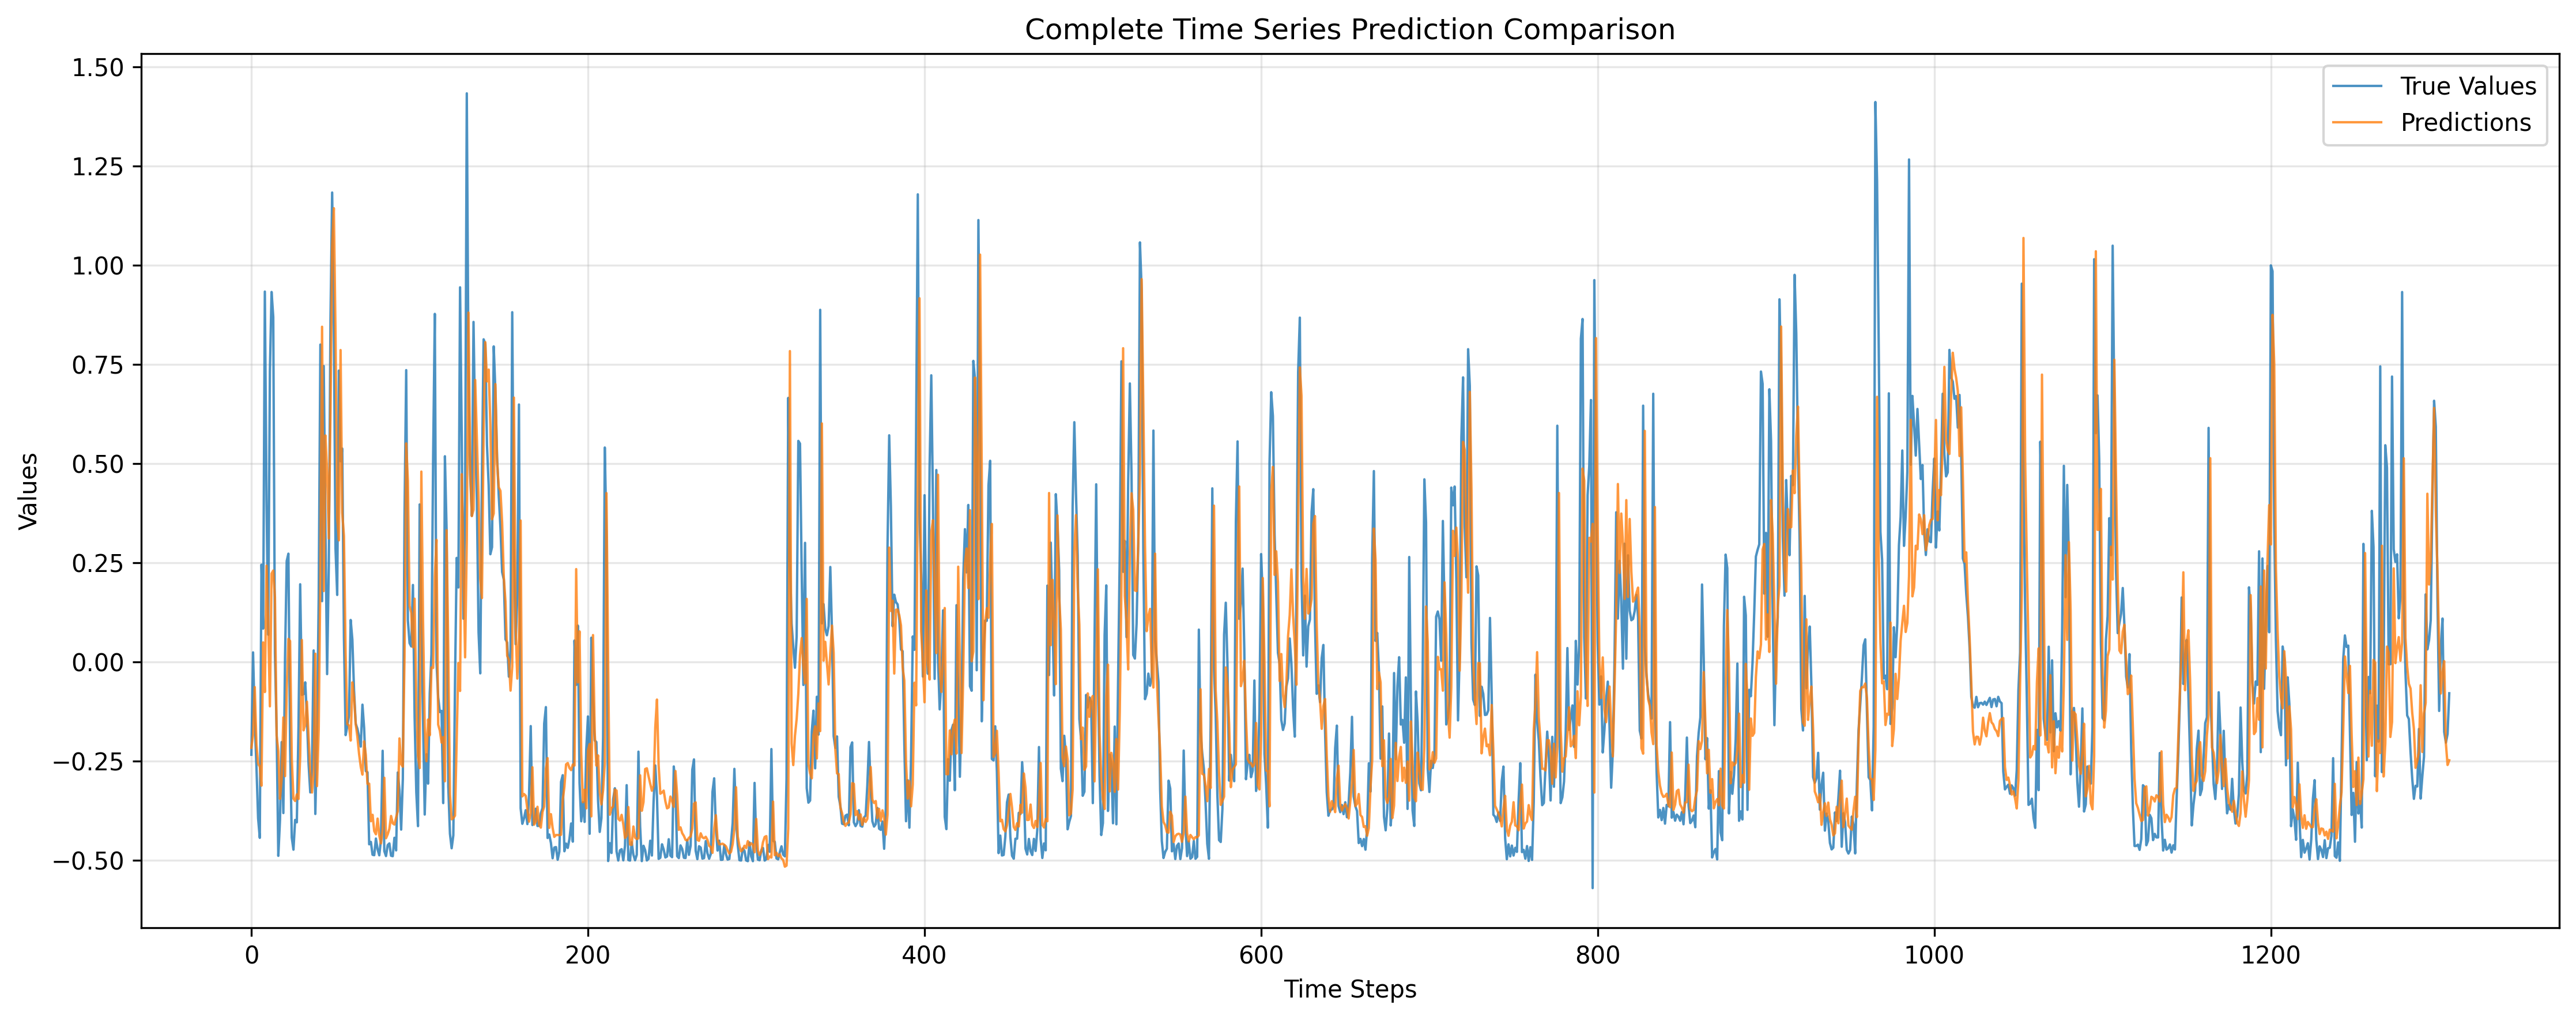 Complete Time Series Prediction Comparison
1.50
1.25
1.00
0.75
0.50
0.25
0.00
−0.25
−0.50
Values
True Values
Predictions
0 200 400 600 800 1000 1200
Time Steps